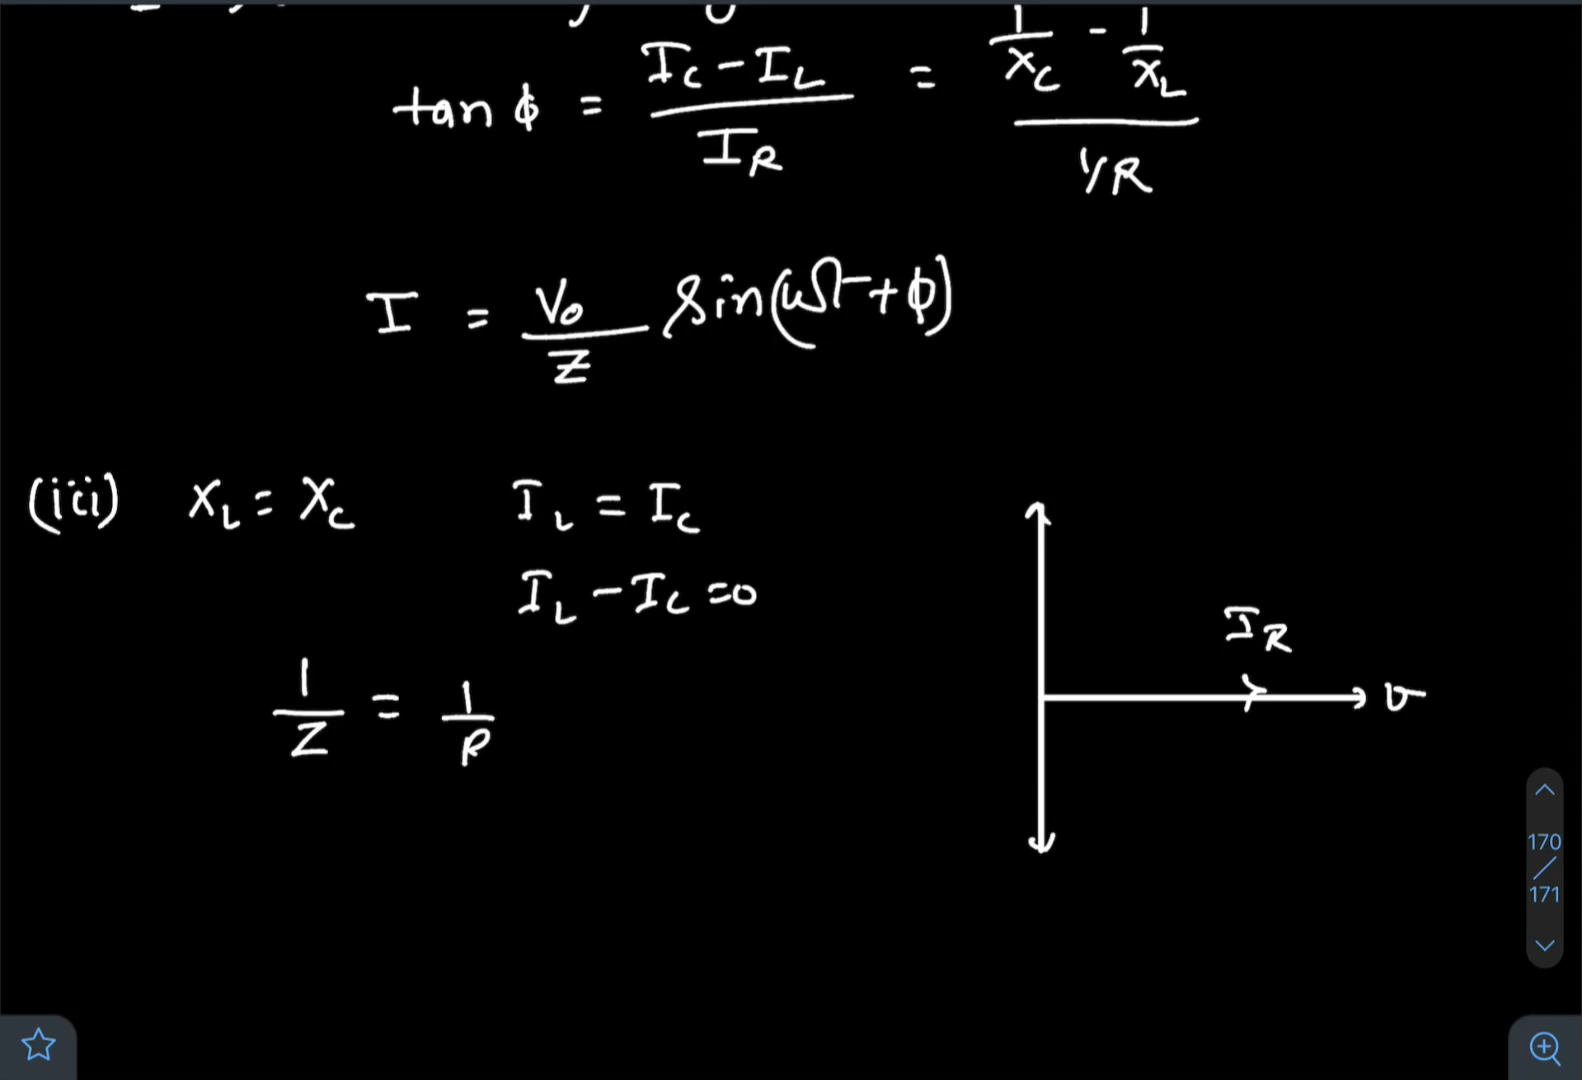 tan φ = (I_C - I_L) / I_R = (1/X_C - 1/X_L) / (1/R)
I = V₀/Z sin(ωt + φ)
(iii) X_L = X_C I_L = I_C
I_L - I_C = 0
I_R
1/Z = 1/R
v
170
/
171